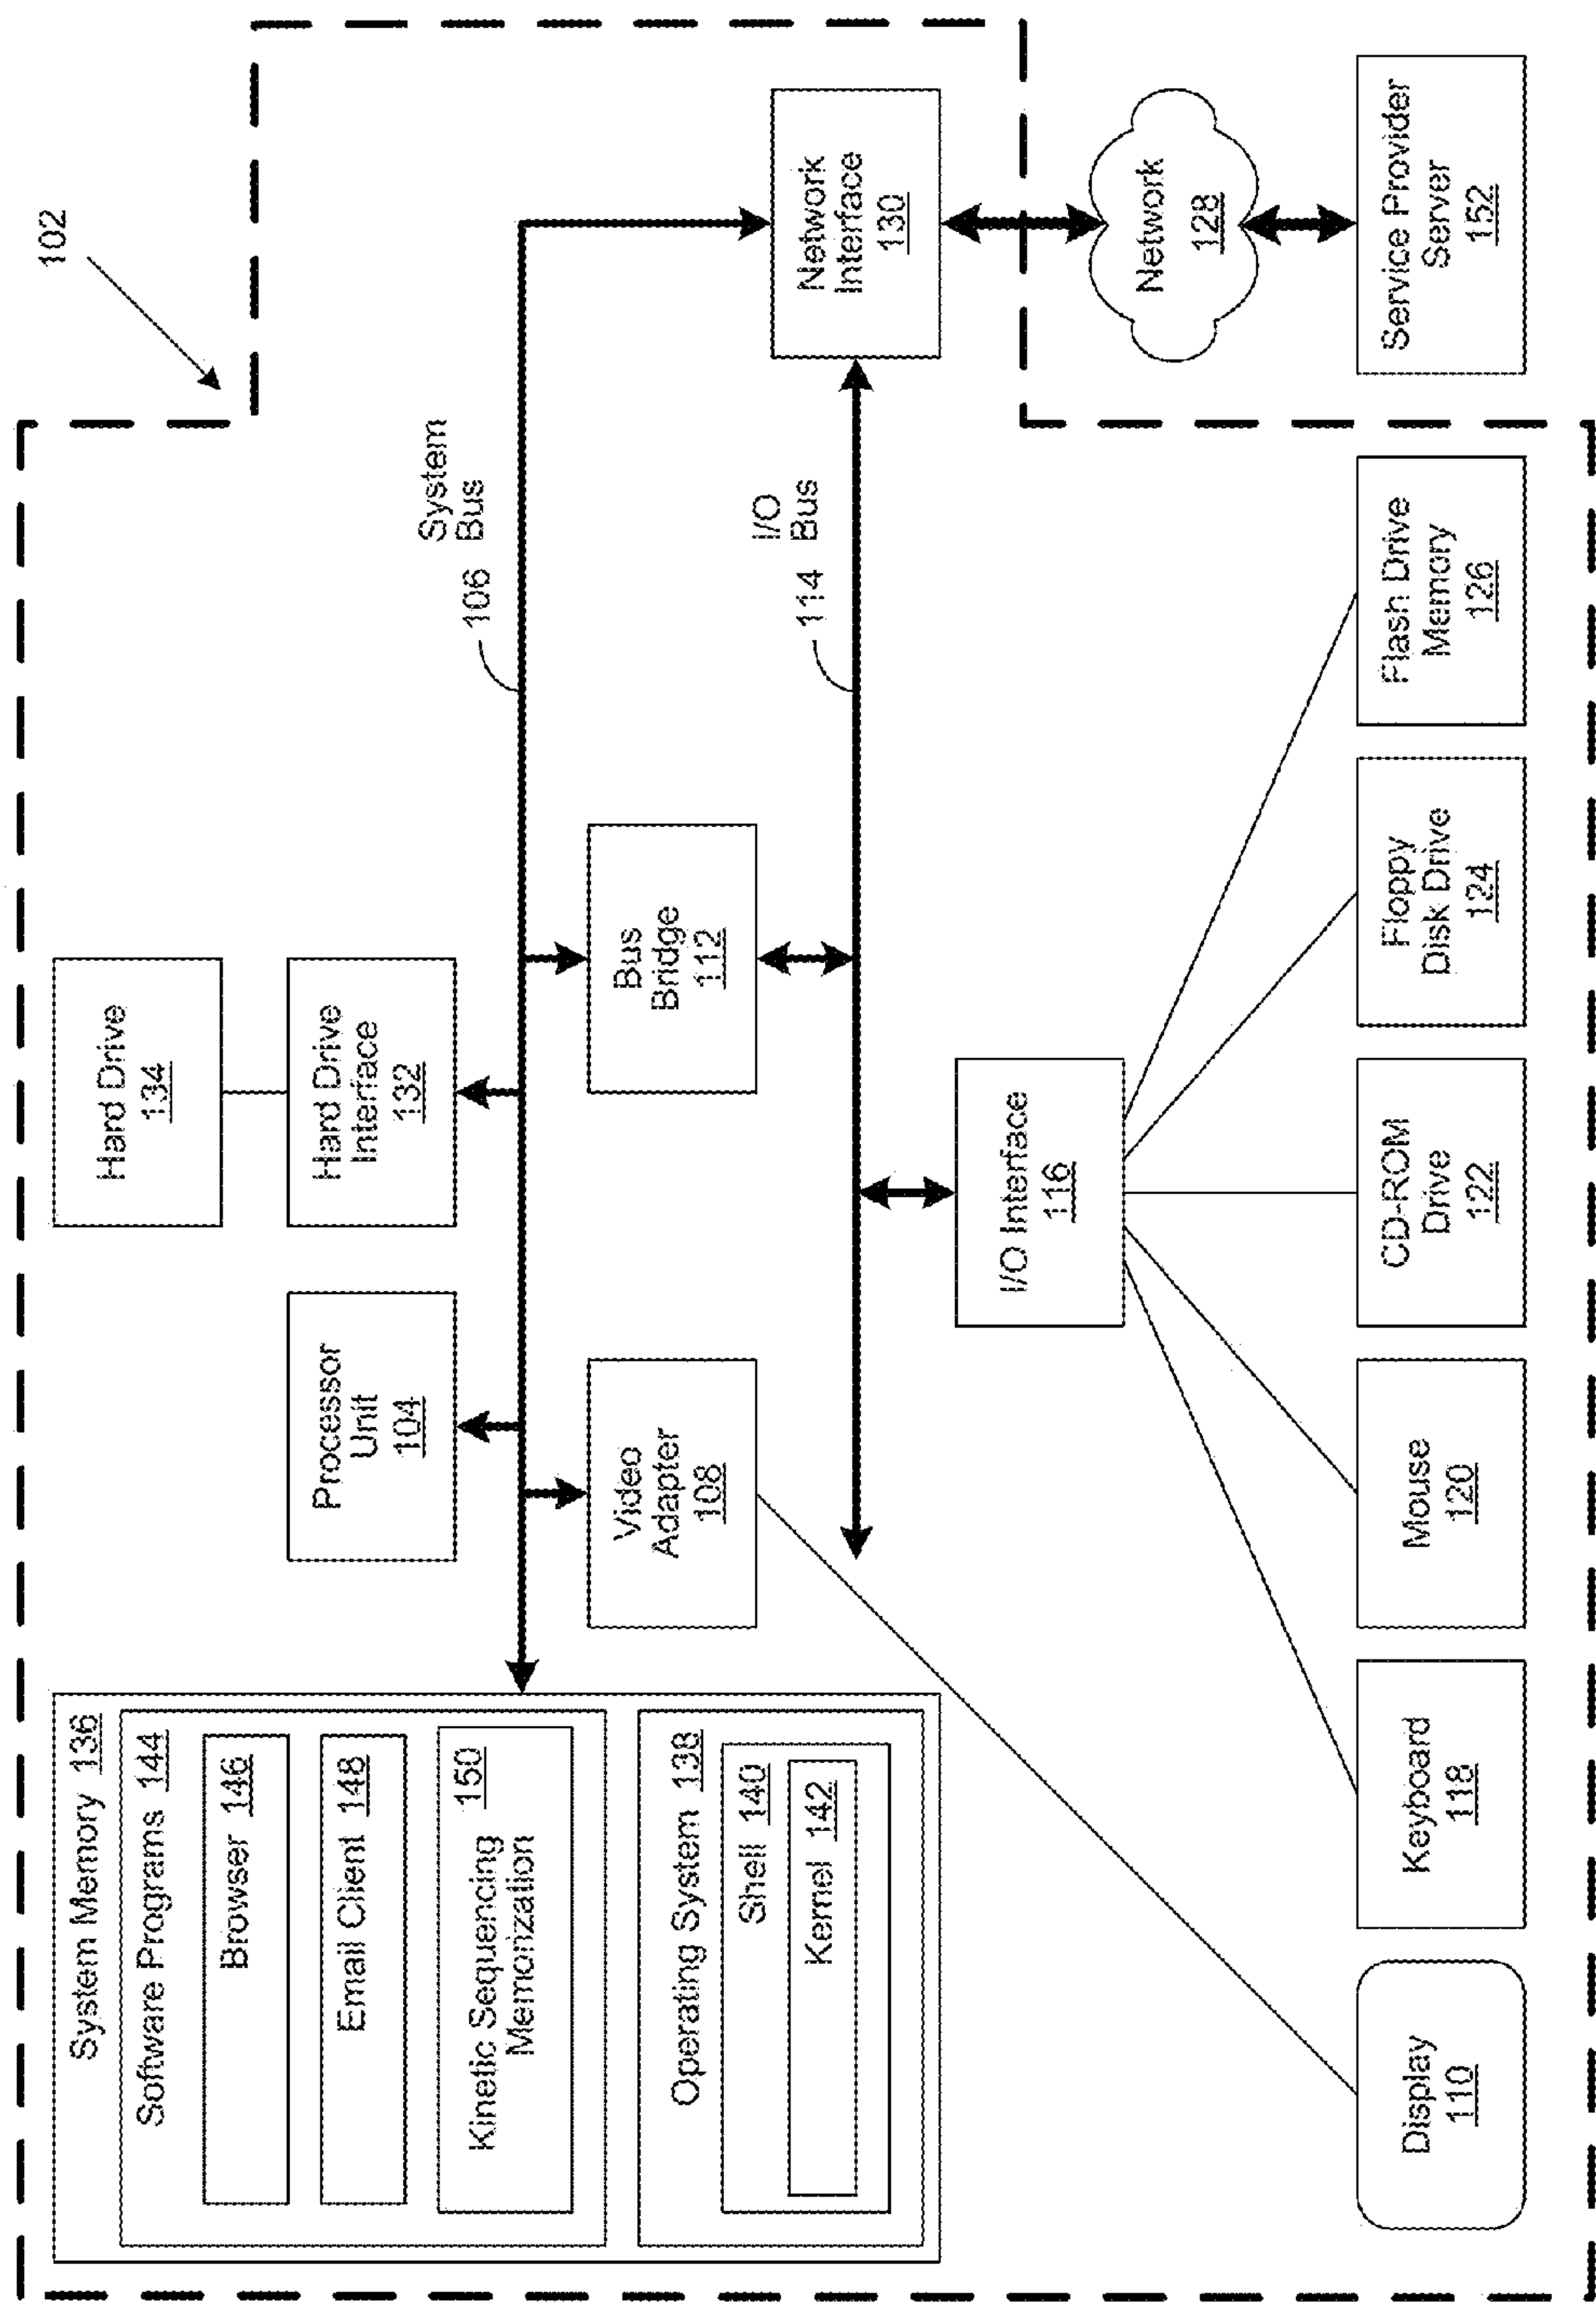 102
System Memory 136
Software Programs 144
Browser 146
Email Client 148
Kinetic Sequencing 150
Memorization
Operating System 138
Shell 140
Kernel 142
Processor
Unit
104
Hard Drive
134
Hard Drive
Interface
132
106
System
Bus
Video
Adapter
108
Bus
Bridge
112
114
I/O
Bus
Network
Interface
130
I/O Interface
116
Network
128
Display
110
Keyboard
118
Mouse
120
CD-ROM
Drive
122
Floppy
Disk Drive
124
Flash Drive
Memory
126
Service Provider
Server
152